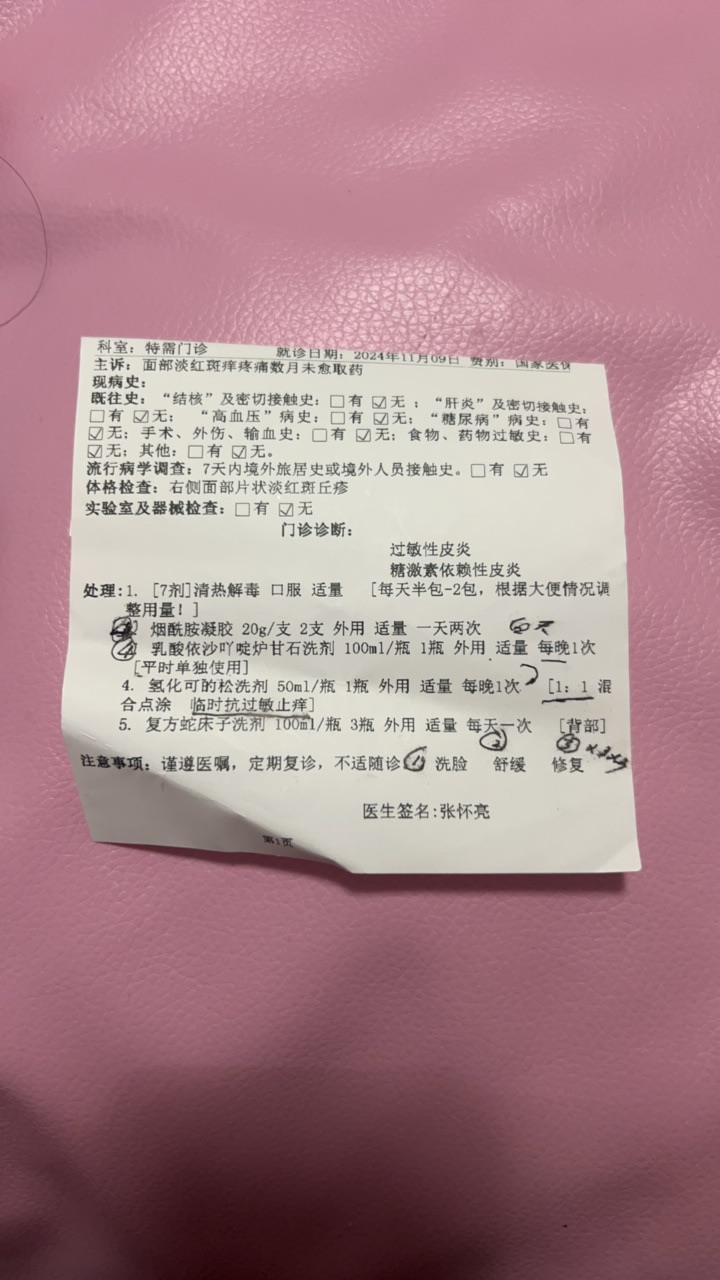 科室：特需门诊 就诊日期：2024年11月09日 费别：国家医保
主诉：面部淡红斑痒疼痛数月未愈取药
现病史：
既往史：“结核”及密切接触史：□有 ☑无；“肝炎”及密切接触史：
□有 ☑无； “高血压”病史：□有 ☑无；“糖尿病”病史：□有
☑无；手术、外伤、输血史：□有 ☑无；食物、药物过敏史：□有
☑无；其他：□有 ☑无。
流行病学调查：7天内境外旅居史或境外人员接触史。□有 ☑无
体格检查：右侧面部片状淡红斑丘疹
实验室及器械检查：□有 ☑无
门诊诊断：
过敏性皮炎
糖激素依赖性皮炎
处理：1. [7剂]清热解毒 口服 适量 [每天半包-2包，根据大便情况调
整用量！]
烟酰胺凝胶 20g/支 2支 外用 适量 一天两次
乳酸依沙吖啶炉甘石洗剂 100ml/瓶 1瓶 外用 适量 每晚1次
[平时单独使用]
4. 氢化可的松洗剂 50ml/瓶 1瓶 外用 适量 每晚1次 [1：1 混
合点涂 临时抗过敏止痒]
5. 复方蛇床子洗剂 100ml/瓶 3瓶 外用 适量 每天一次 [背部]
② ③
注意事项：谨遵医嘱，定期复诊，不适随诊 ① 洗脸 舒缓 修复
医生签名:张怀亮
第1页